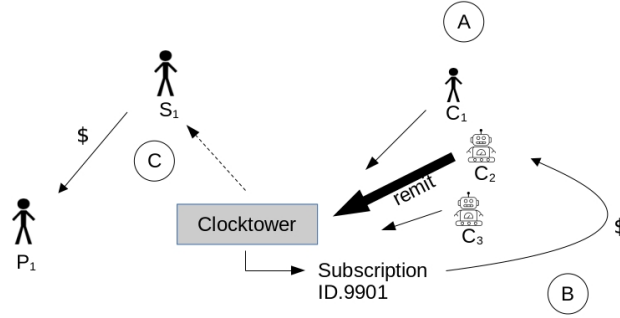 A
S₁
C₁
$
C
C₂
remit
Clocktower
C₃
P₁
$
Subscription
ID.9901
B